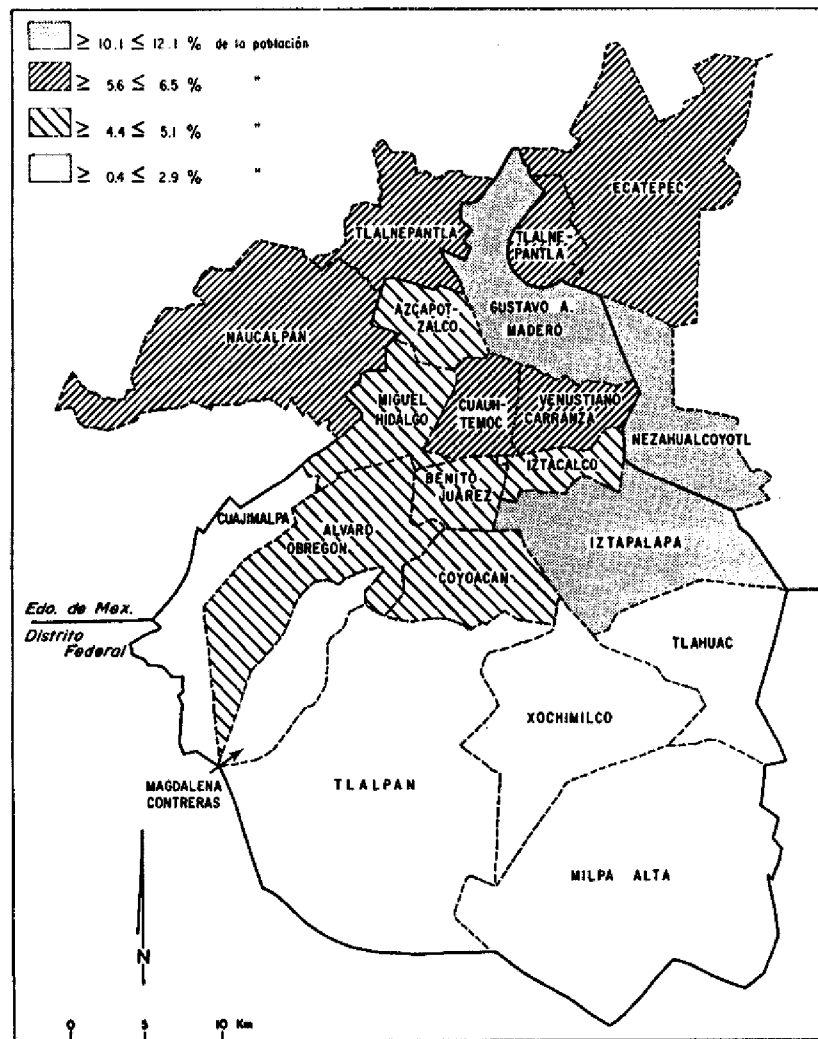 ≥ 10.1 ≤ 12.1 % de la población
≥ 5.6 ≤ 6.5 % "
≥ 4.4 ≤ 5.1 % "
≥ 0.4 ≤ 2.9 % "
ECATEPEC
TLALNEPANTLA
TLALNE-
PANTLA
AZCAPOT-
ZALCO
GUSTAVO A.
MADERO
NAUCALPAN
MIGUEL
HIDALGO
CUAUH-
TEMOC
VENUSTIANO
CARRANZA
NEZAHUALCOYOTL
IZTACALCO
BENITO
JUÁREZ
CUAJIMALPA
ALVARO
OBREGÓN
IZTAPALAPA
COYOACAN
Edo. de Mex.
Distrito
Federal
TLAHUAC
XOCHIMILCO
MAGDALENA
CONTRERAS
TLALPAN
MILPA ALTA
N
0 5 10 Km